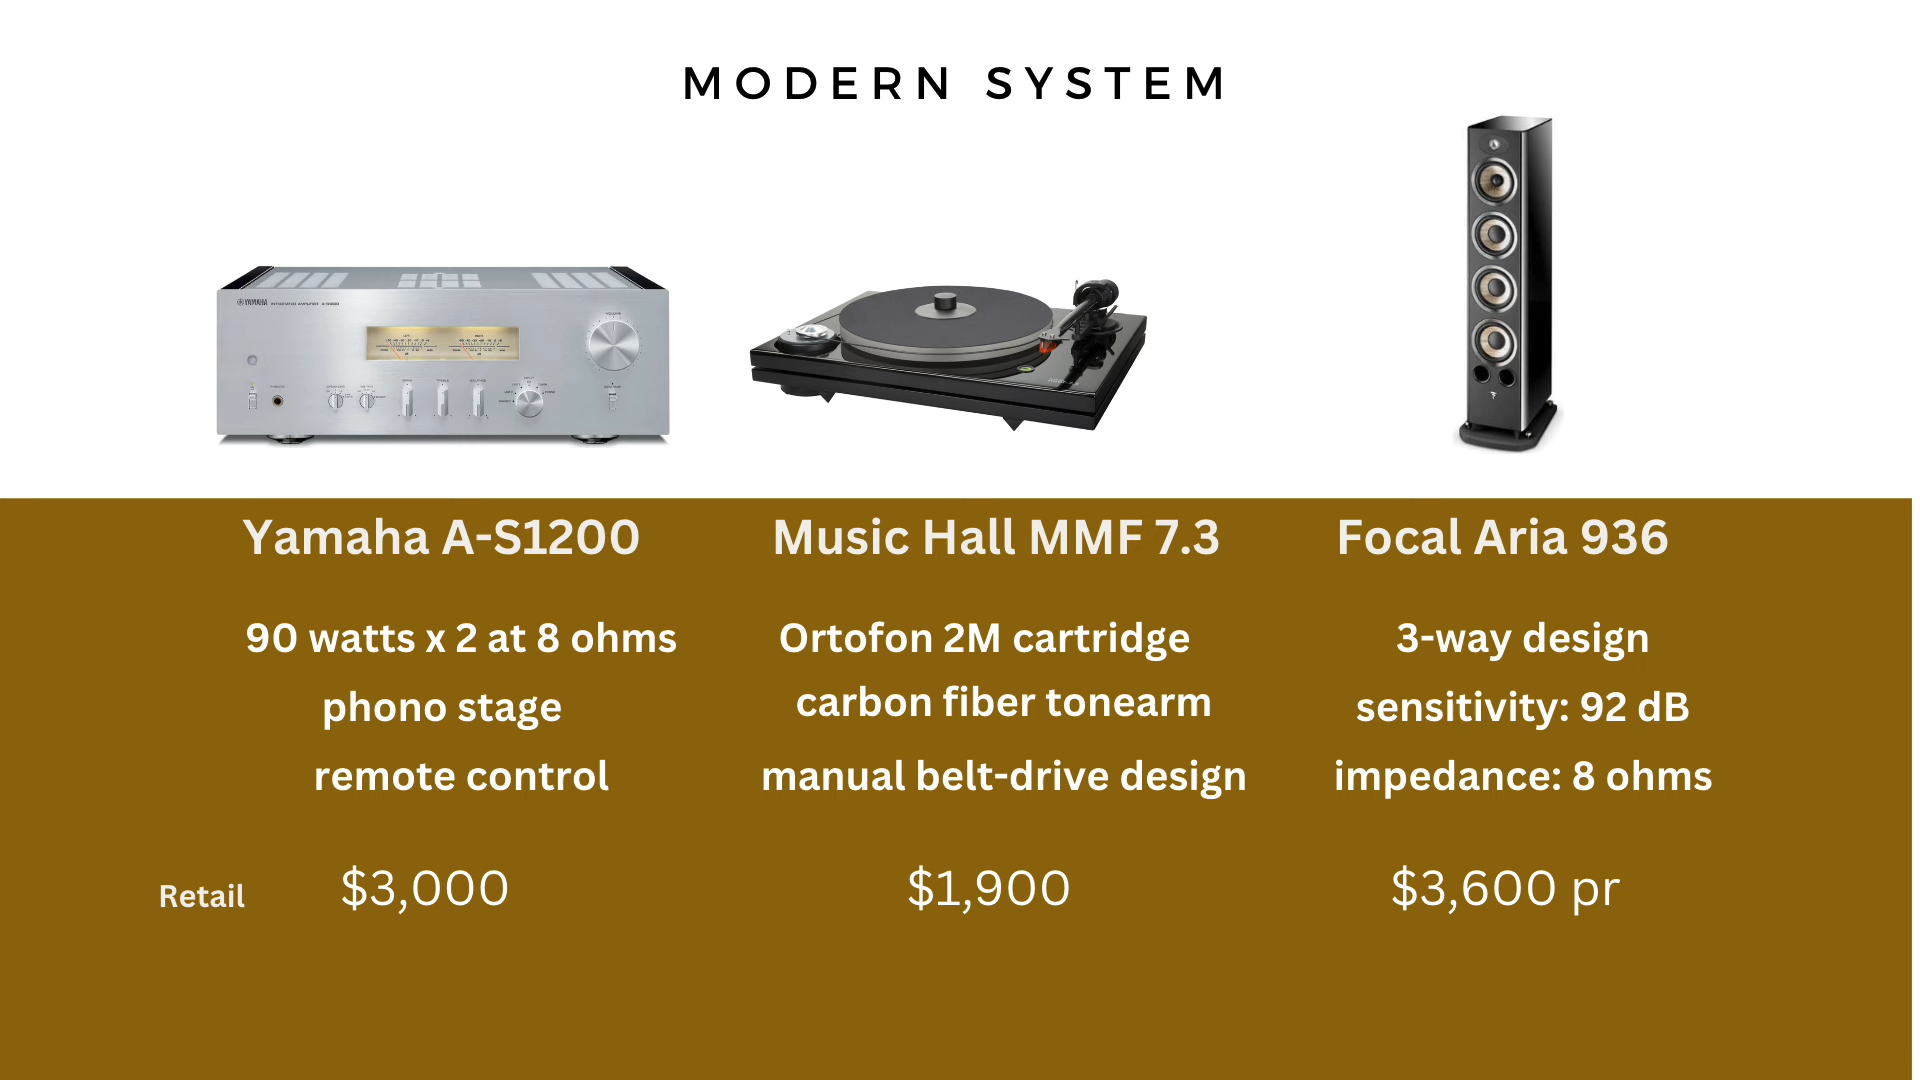 MODERN SYSTEM
YAMAHA
Yamaha A-S1200
Music Hall MMF 7.3
Focal Aria 936
90 watts x 2 at 8 ohms
Ortofon 2M cartridge
3-way design
phono stage
carbon fiber tonearm
sensitivity: 92 dB
remote control
manual belt-drive design
impedance: 8 ohms
Retail
$3,000
$1,900
$3,600 pr